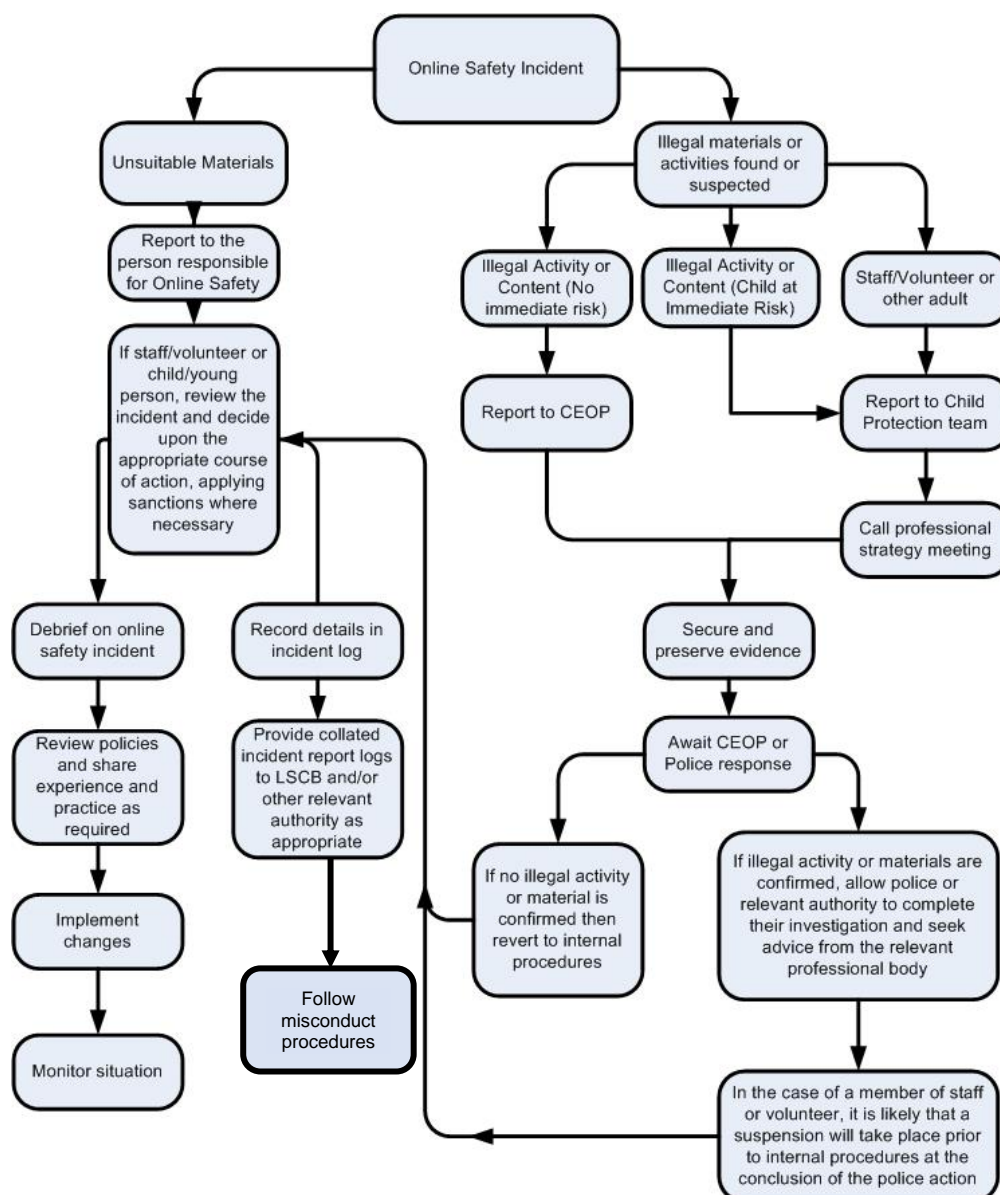 Online Safety Incident
Unsuitable Materials
Report to the
person responsible
for Online Safety
If staff/volunteer or
child/young
person, review the
incident and decide
upon the
appropriate course
of action, applying
sanctions where
necessary
Debrief on online
safety incident
Review policies
and share
experience and
practice as
required
Implement
changes
Monitor situation
Record details in
incident log
Provide collated
incident report logs
to LSCB and/or
other relevant
authority as
appropriate
Follow
misconduct
procedures
Illegal materials or
activities found or
suspected
Illegal Activity or
Content (No
immediate risk)
Illegal Activity or
Content (Child at
Immediate Risk)
Staff/Volunteer or
other adult
Report to CEOP
Report to Child
Protection team
Call professional
strategy meeting
Secure and
preserve evidence
Await CEOP or
Police response
If no illegal activity
or material is
confirmed then
revert to internal
procedures
If illegal activity or materials are
confirmed, allow police or
relevant authority to complete
their investigation and seek
advice from the relevant
professional body
In the case of a member of staff
or volunteer, it is likely that a
suspension will take place prior
to internal procedures at the
conclusion of the police action